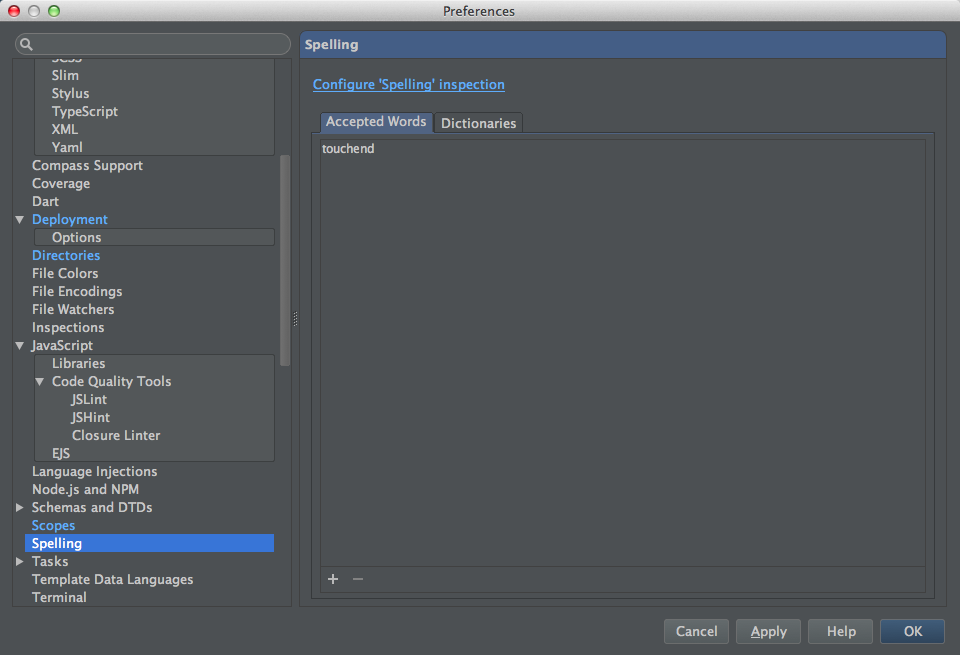 Preferences
SCSS
Slim
Stylus
TypeScript
XML
Yaml
Compass Support
Coverage
Dart
Deployment
Options
Directories
File Colors
File Encodings
File Watchers
Inspections
JavaScript
Libraries
Code Quality Tools
JSLint
JSHint
Closure Linter
EJS
Language Injections
Node.js and NPM
Schemas and DTDs
Scopes
Spelling
Tasks
Template Data Languages
Terminal
Spelling
Configure 'Spelling' inspection
Accepted Words Dictionaries
touchend
Cancel Apply Help OK